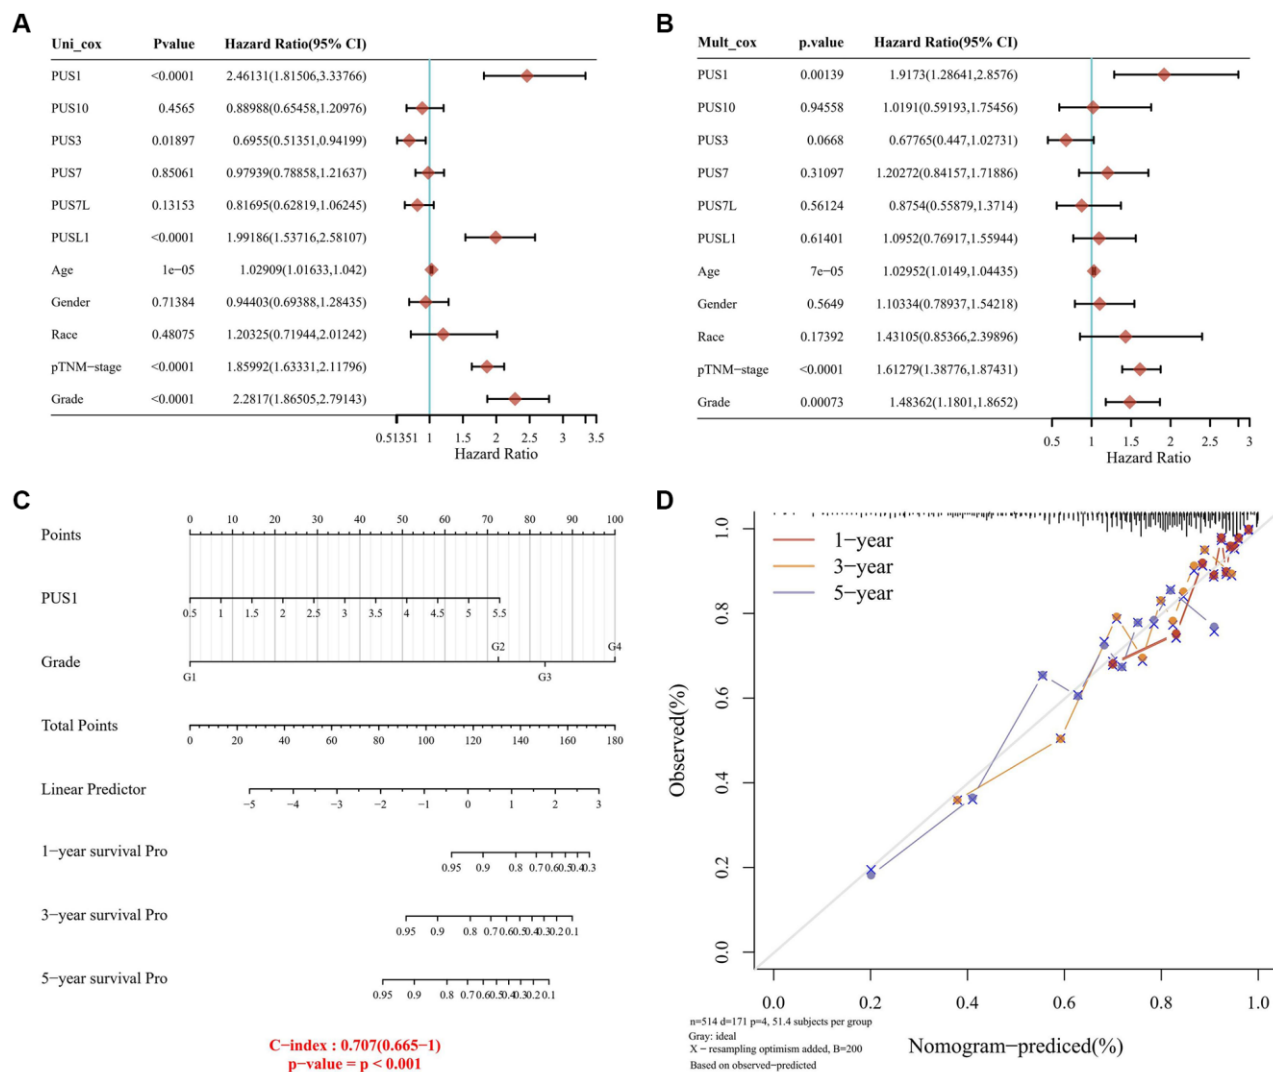 A
Uni_cox Pvalue Hazard Ratio(95% CI)
PUS1 <0.0001 2.46131(1.81506,3.33766)
PUS10 0.4565 0.88988(0.65458,1.20976)
PUS3 0.01897 0.6955(0.51351,0.94199)
PUS7 0.85061 0.97939(0.78858,1.21637)
PUS7L 0.13153 0.81695(0.62819,1.06245)
PUSL1 <0.0001 1.99186(1.53716,2.58107)
Age 1e−05 1.02909(1.01633,1.042)
Gender 0.71384 0.94403(0.69388,1.28435)
Race 0.48075 1.20325(0.71944,2.01242)
pTNM−stage <0.0001 1.85992(1.63331,2.11796)
Grade <0.0001 2.2817(1.86505,2.79143)
0.51351 1 1.5 2 2.5 3 3.5
Hazard Ratio
B
Mult_cox p.value Hazard Ratio(95% CI)
PUS1 0.00139 1.9173(1.28641,2.8576)
PUS10 0.94558 1.0191(0.59193,1.75456)
PUS3 0.0668 0.67765(0.447,1.02731)
PUS7 0.31097 1.20272(0.84157,1.71886)
PUS7L 0.56124 0.8754(0.55879,1.3714)
PUSL1 0.61401 1.0952(0.76917,1.55944)
Age 7e−05 1.02952(1.0149,1.04435)
Gender 0.5649 1.10334(0.78937,1.54218)
Race 0.17392 1.43105(0.85366,2.39896)
pTNM−stage <0.0001 1.61279(1.38776,1.87431)
Grade 0.00073 1.48362(1.1801,1.8652)
0.5 1 1.5 2 2.5 3
Hazard Ratio
C
0 10 20 30 40 50 60 70 80 90 100
Points
PUS1
0.5 1 1.5 2 2.5 3 3.5 4 4.5 5 5.5
G2 G4
Grade
G1 G3
Total Points
0 20 40 60 80 100 120 140 160 180
Linear Predictor
−5 −4 −3 −2 −1 0 1 2 3
1−year survival Pro
0.95 0.9 0.8 0.7 0.6 0.5 0.4 0.3
3−year survival Pro
0.95 0.9 0.8 0.7 0.6 0.5 0.4 0.3 0.2 0.1
5−year survival Pro
0.95 0.9 0.8 0.7 0.6 0.5 0.4 0.3 0.2 0.1
C−index : 0.707(0.665−1)
p−value = p < 0.001
D
1−year
3−year
5−year
Observed(%)
1.0
0.8
0.6
0.4
0.2
0.0
0.0 0.2 0.4 0.6 0.8 1.0
n=514 d=171 p=4, 51.4 subjects per group
Gray: ideal
X − resampling optimism added, B=200
Based on observed−predicted
Nomogram−prediced(%)